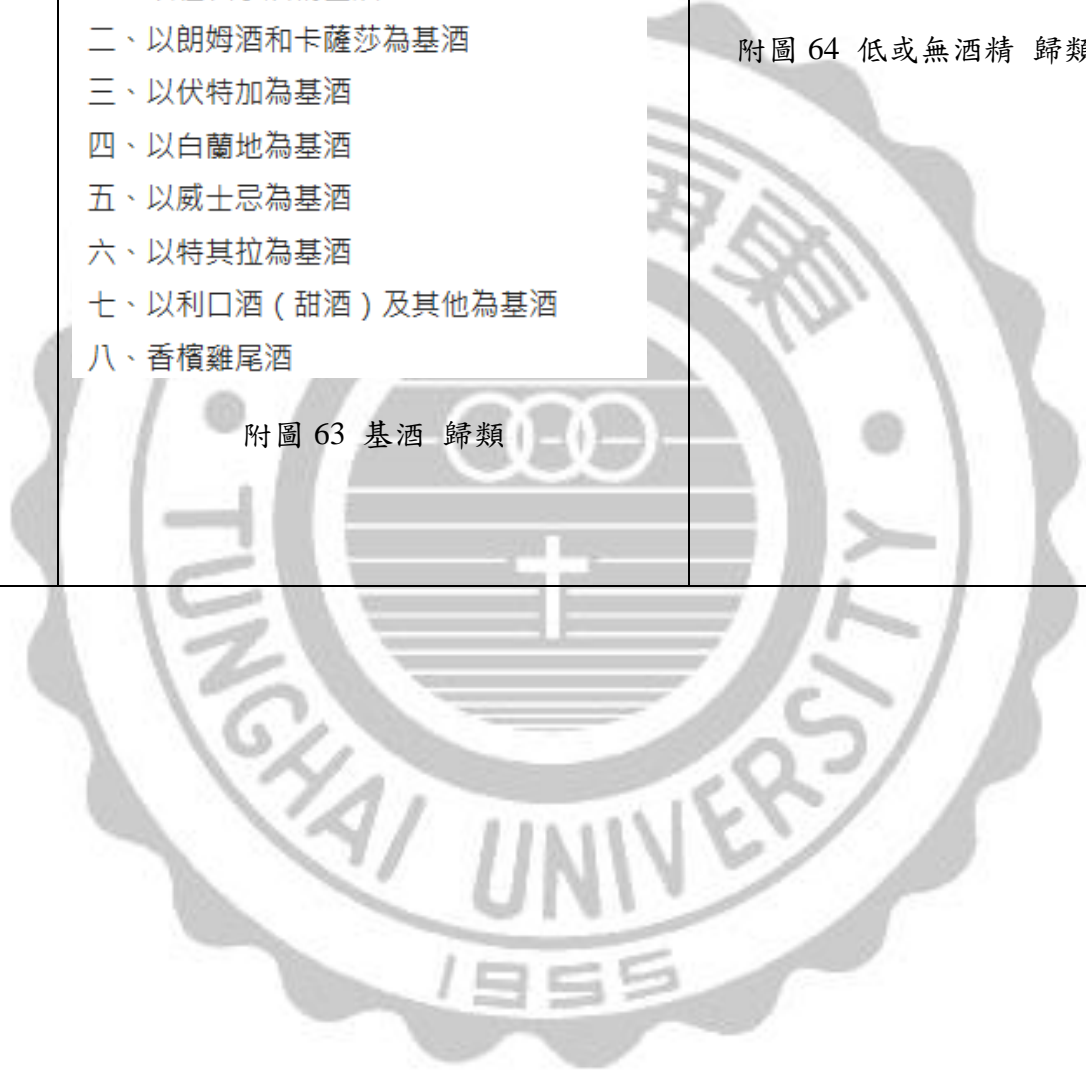 二、以朗姆酒和卡薩莎為基酒
三、以伏特加為基酒
四、以白蘭地為基酒
五、以威士忌為基酒
六、以特其拉為基酒
七、以利口酒（甜酒）及其他為基酒
八、香檳雞尾酒
附圖 63 基酒 歸類
附圖 64 低或無酒精 歸類
TUNGHAI UNIVERSITY
1955